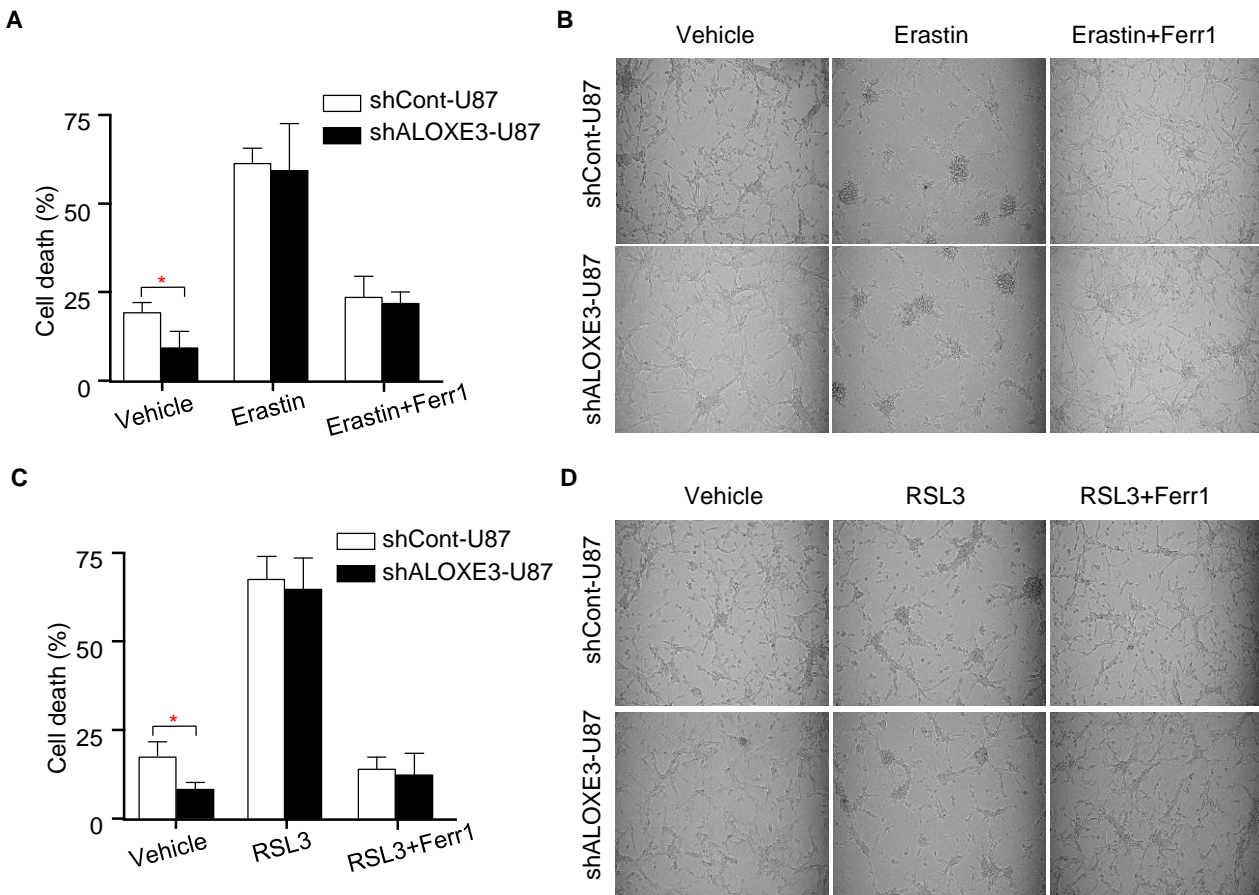 A
shCont-U87
shALOXE3-U87
Cell death (%)
75
50
25
0
*
Vehicle
Erastin
Erastin+Ferr1
B
Vehicle
Erastin
Erastin+Ferr1
shCont-U87
shALOXE3-U87
C
shCont-U87
shALOXE3-U87
Cell death (%)
75
50
25
0
*
Vehicle
RSL3
RSL3+Ferr1
D
Vehicle
RSL3
RSL3+Ferr1
shCont-U87
shALOXE3-U87